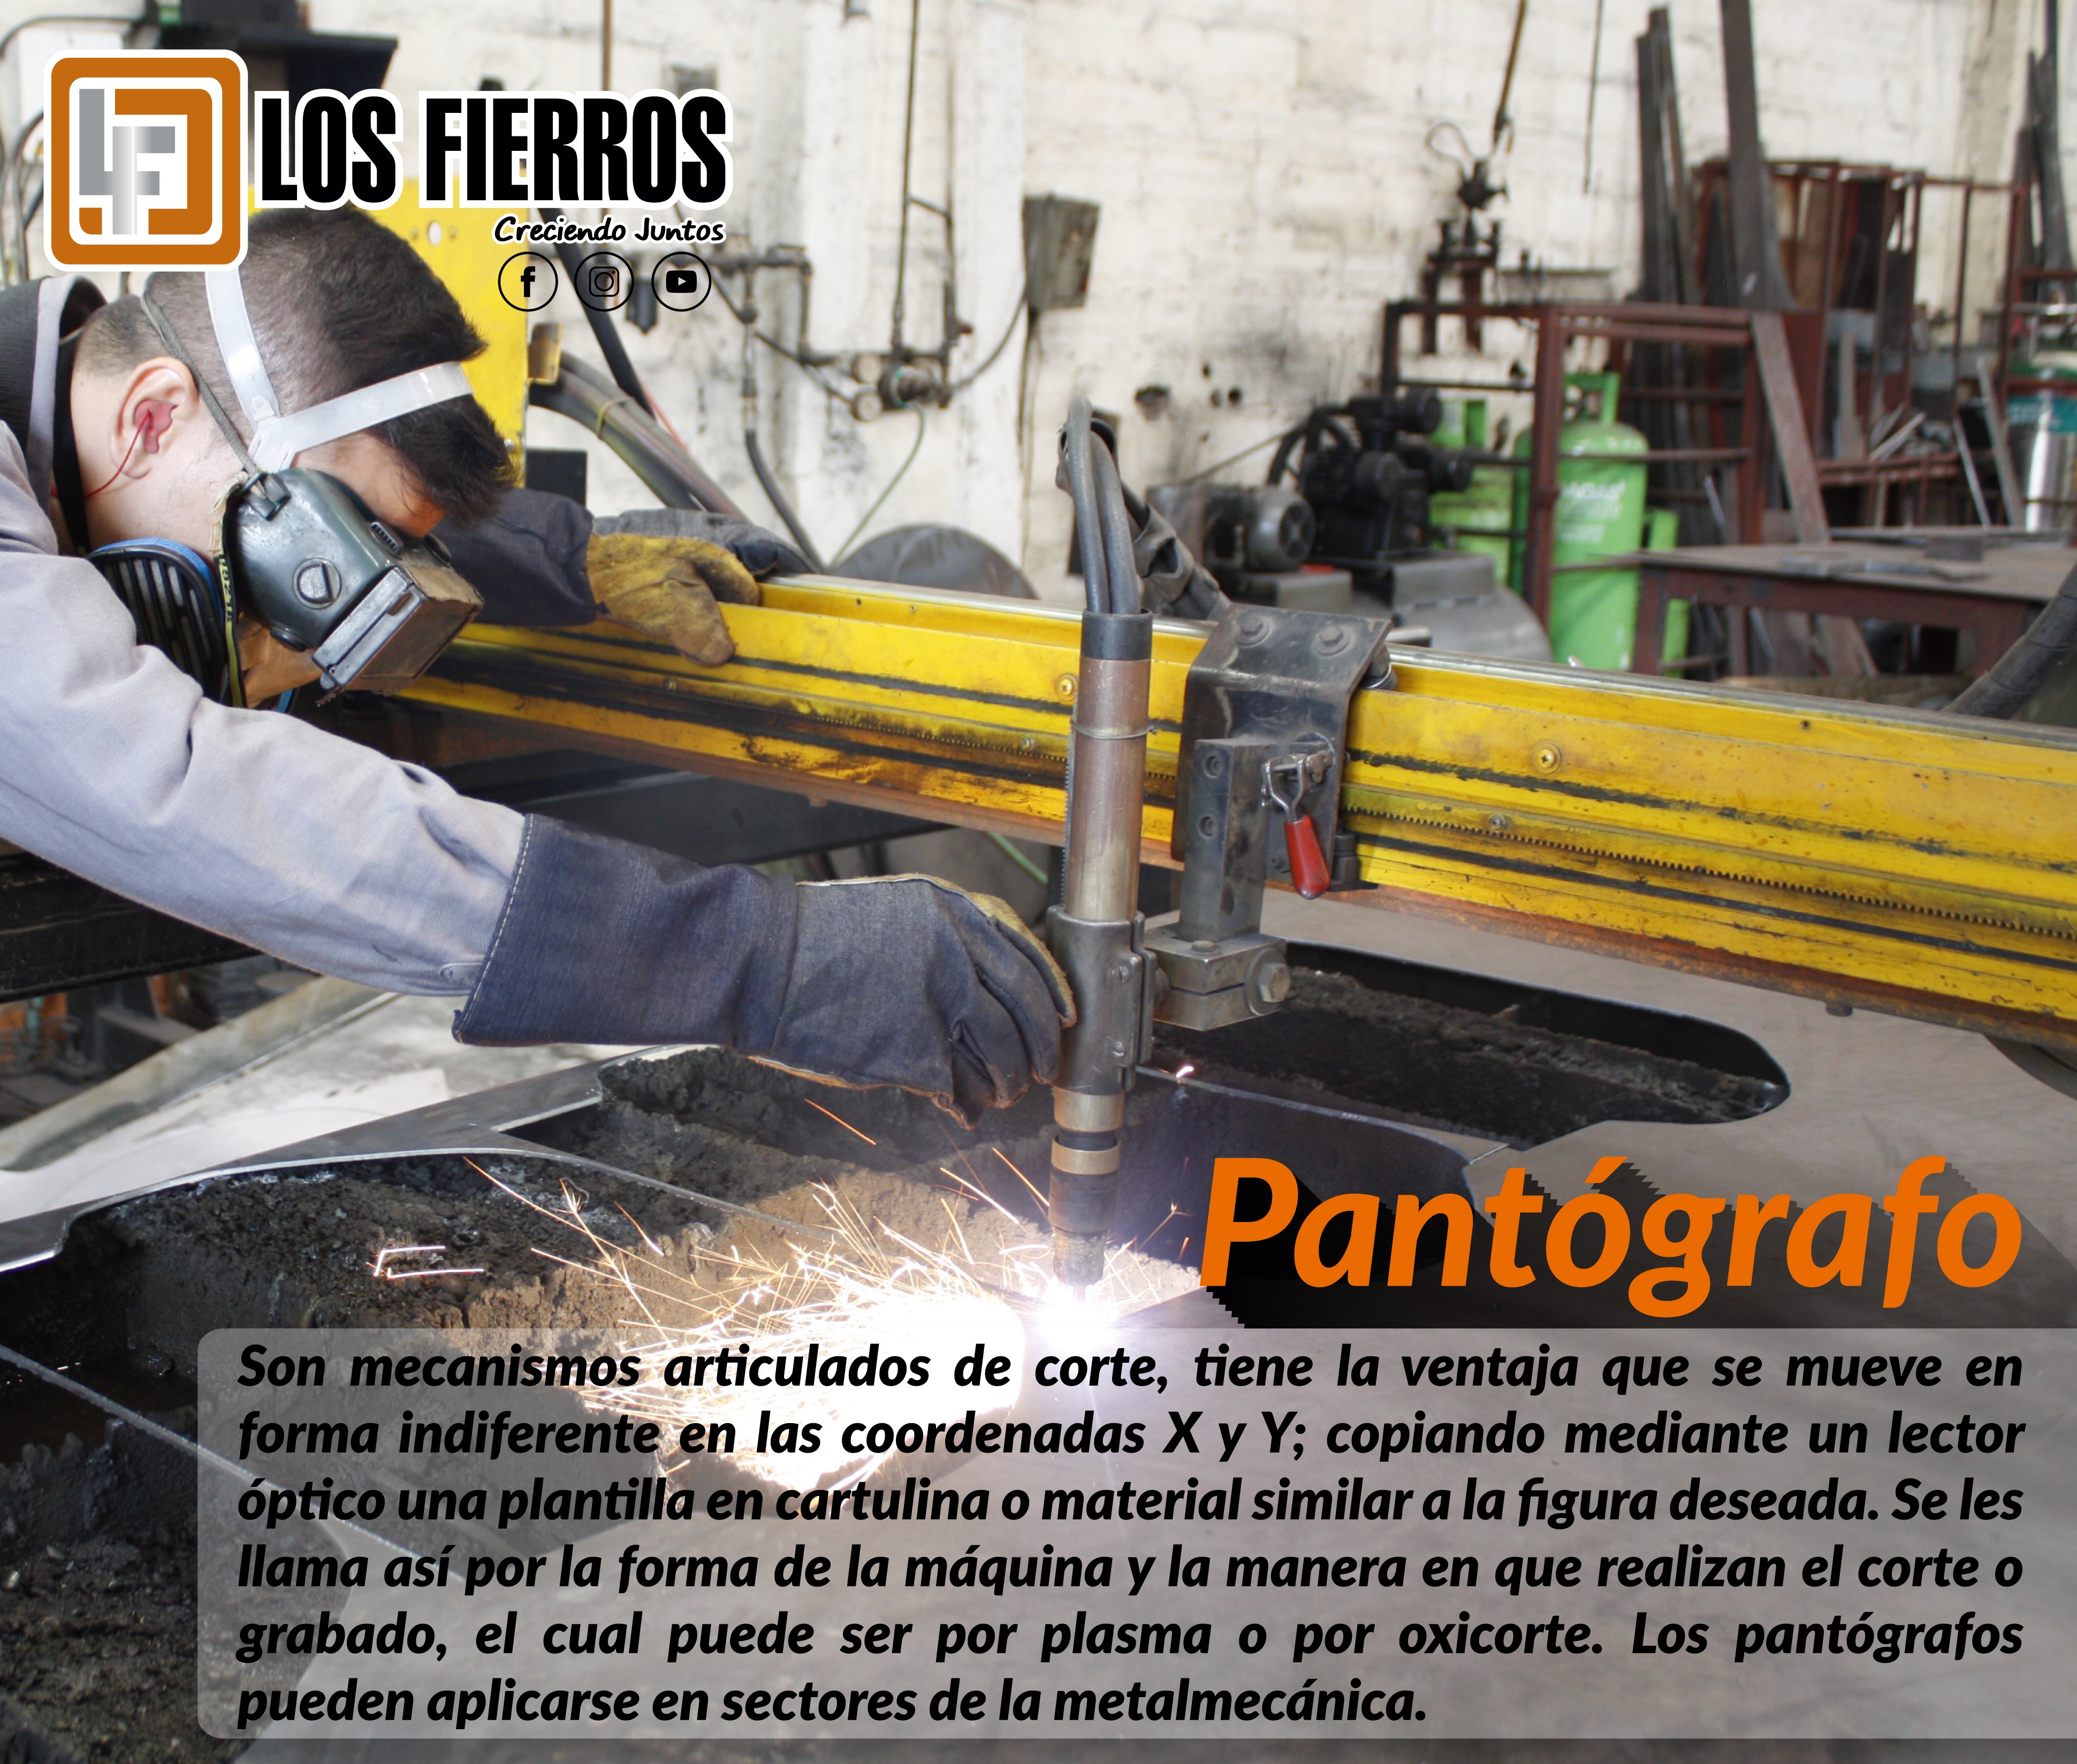 LOS FIERROS
Creciendo Juntos
Pantógrafo
Son mecanismos articulados de corte, tiene la ventaja que se mueve en
forma indiferente en las coordenadas X y Y; copiando mediante un lector
óptico una plantilla en cartulina o material similar a la figura deseada. Se les
llama así por la forma de la máquina y la manera en que realizan el corte o
grabado, el cual puede ser por plasma o por oxicorte. Los pantógrafos
pueden aplicarse en sectores de la metalmecánica.